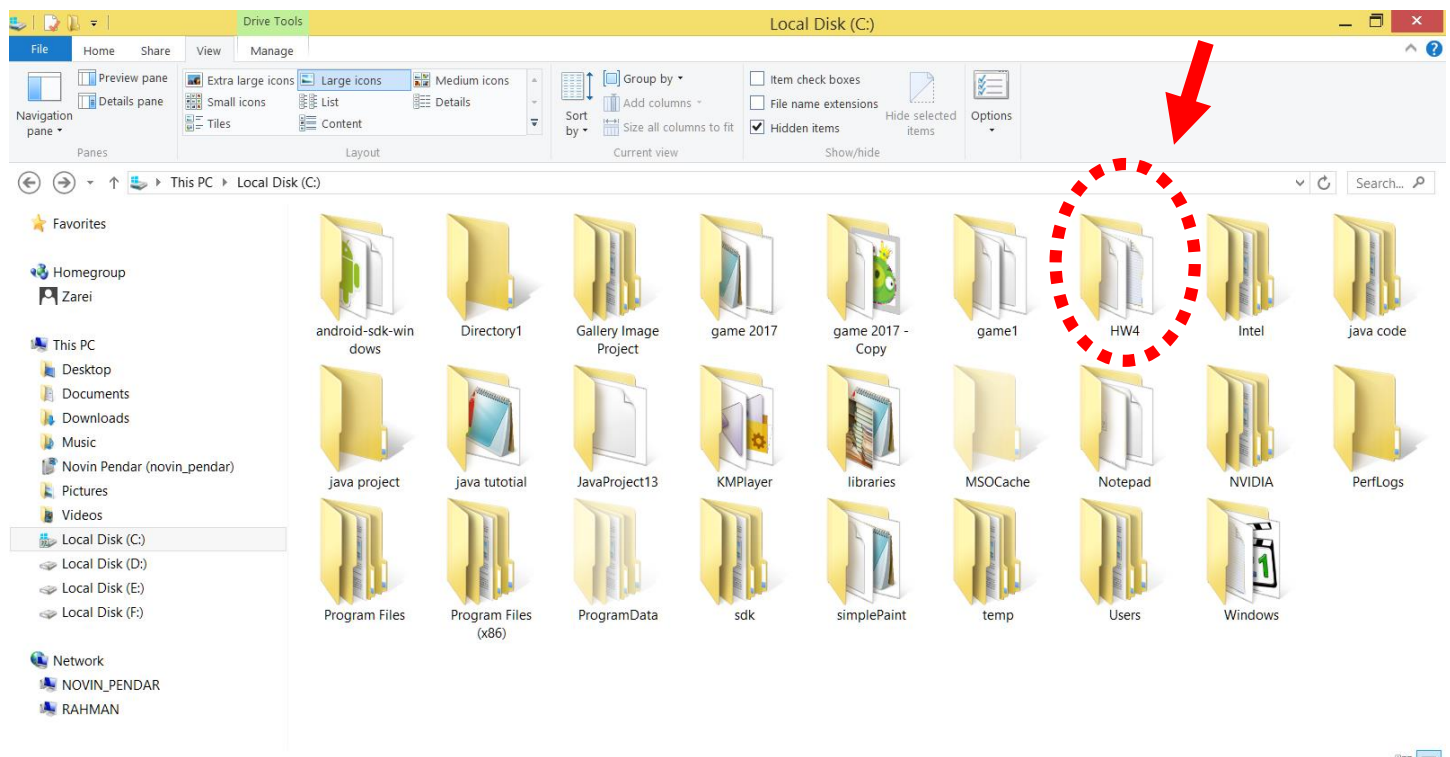 Drive Tools
Local Disk (C:)
File
Home
Share
View
Manage
Preview pane
Details pane
Navigation
pane
Panes
Extra large icons
Large icons
Medium icons
Small icons
List
Details
Tiles
Content
Layout
Sort
by
Group by
Add columns
Size all columns to fit
Current view
Item check boxes
File name extensions
Hidden items
Hide selected
items
Show/hide
Options
This PC
Local Disk (C:)
Search...
Favorites
Homegroup
Zarei
This PC
Desktop
Documents
Downloads
Music
Novin Pendar (novin_pendar)
Pictures
Videos
Local Disk (C:)
Local Disk (D:)
Local Disk (E:)
Local Disk (F:)
Network
NOVIN_PENDAR
RAHMAN
android-sdk-win
dows
Directory1
Gallery Image
Project
game 2017
game 2017 -
Copy
game1
HW4
Intel
java code
java project
java tutotial
JavaProject13
KMPlayer
libraries
MSOCache
Notepad
NVIDIA
PerfLogs
Program Files
Program Files
(x86)
ProgramData
sdk
simplePaint
temp
Users
Windows